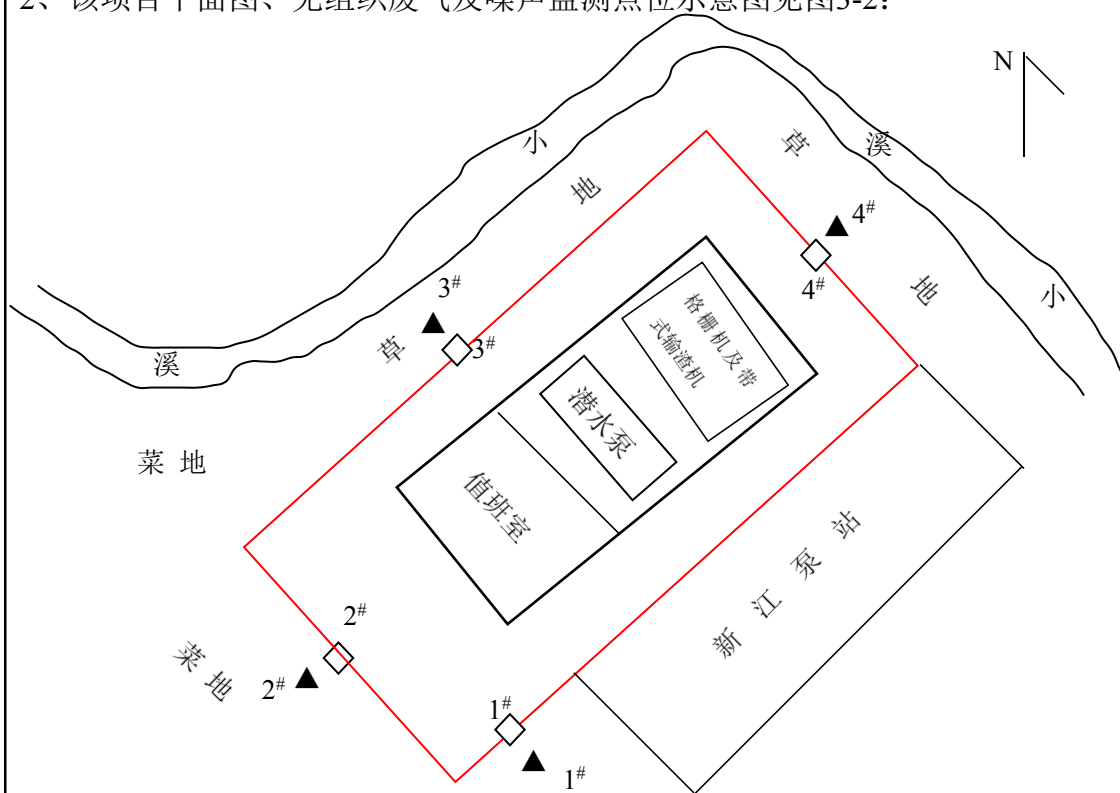 2、该项目平面图、无组织废气及噪声监测点位示意图见图3-2：
N
小
溪
草
地
4#
4#
地
小
3#
3#
草
溪
格栅机及带
式输渣机
潜水泵
菜 地
值班室
新江泵站
2#
2#
菜地
1#
1#